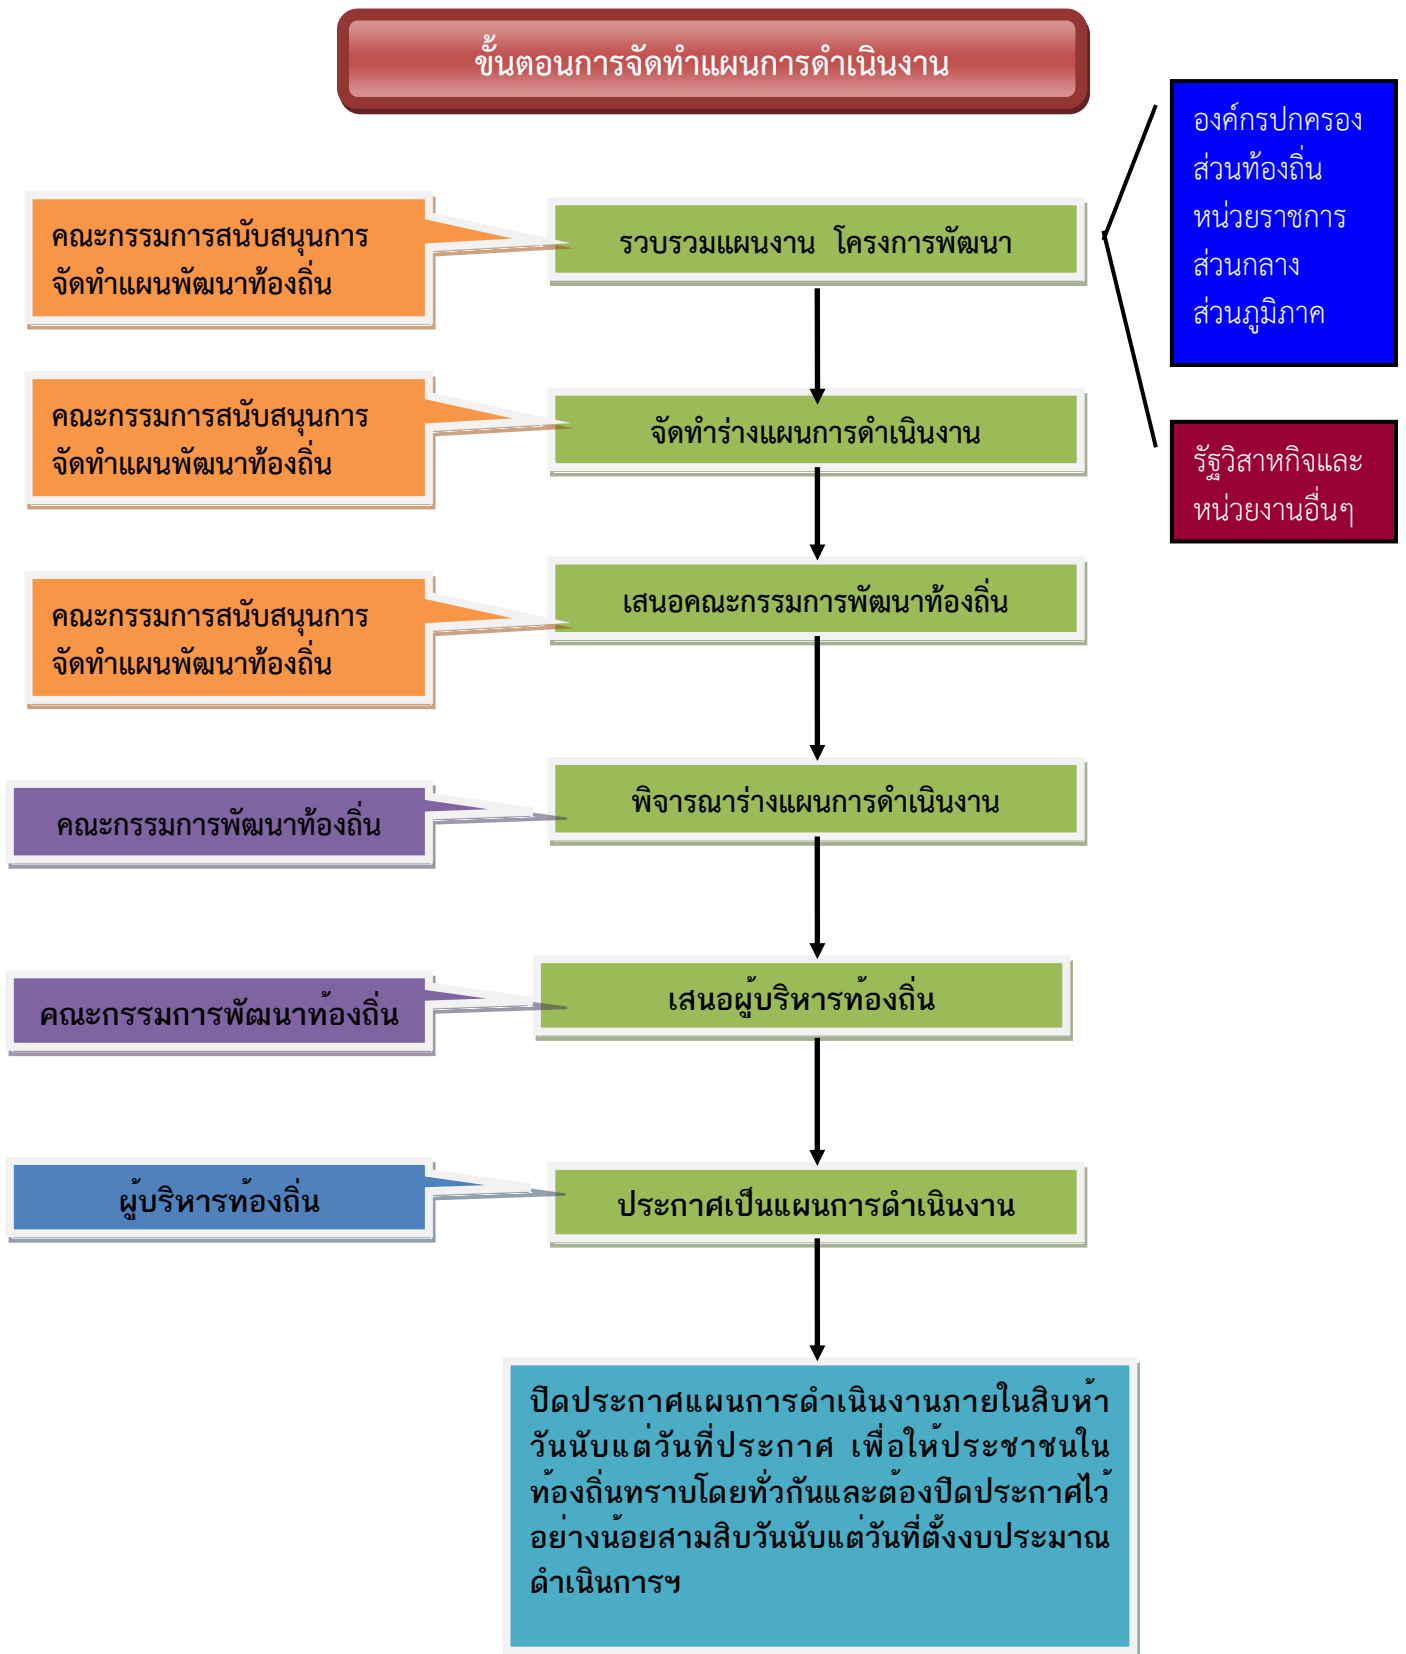 ขั้นตอนการจัดทำแผนการดำเนินงาน
องค์กรปกครอง
ส่วนท้องถิ่น
หน่วยราชการ
ส่วนกลาง
ส่วนภูมิภาค
คณะกรรมการสนับสนุนการ
จัดทำแผนพัฒนาท้องถิ่น
รวบรวมแผนงาน โครงการพัฒนา
คณะกรรมการสนับสนุนการ
จัดทำแผนพัฒนาท้องถิ่น
จัดทำร่างแผนการดำเนินงาน
รัฐวิสาหกิจและ
หน่วยงานอื่นๆ
คณะกรรมการสนับสนุนการ
จัดทำแผนพัฒนาท้องถิ่น
เสนอคณะกรรมการพัฒนาท้องถิ่น
คณะกรรมการพัฒนาท้องถิ่น
พิจารณาร่างแผนการดำเนินงาน
คณะกรรมการพัฒนาท้องถิ่น
เสนอผู้บริหารท้องถิ่น
ผู้บริหารท้องถิ่น
ประกาศเป็นแผนการดำเนินงาน
ปิดประกาศแผนการดำเนินงานภายในสิบห้า
วันนับแต่วันที่ประกาศ เพื่อให้ประชาชนใน
ท้องถิ่นทราบโดยทั่วกันและต้องปิดประกาศไว้
อย่างน้อยสามสิบวันนับแต่วันที่ตั้งงบประมาณ
ดำเนินการฯ